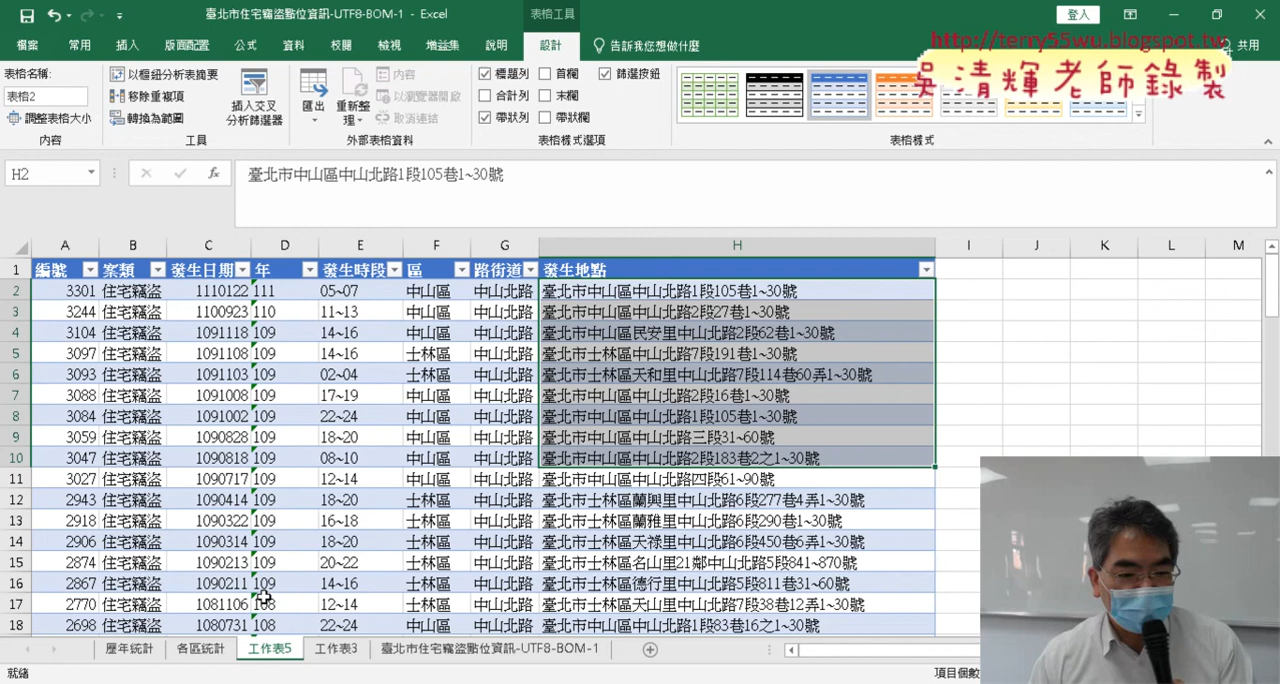 臺北市住宅竊盜點位資訊-UTF8-BOM-1 - Excel
表格工具
登入
檔案 常用 插入 版面配置 公式 資料 校閱 檢視 增益集 說明 設計 告訴我您想做什麼 共用
http://terry55wu.blogspot.tw
吳清輝老師錄製
表格名稱:
表格2
調整表格大小
內容
以樞紐分析表摘要
移除重複項
轉換為範圍
插入交叉
分析篩選器
工具
匯出 重新整理
內容
以瀏覽器開啟
取消連結
外部表格資料
標題列 首欄 篩選按鈕
合計列 末欄
帶狀列 帶狀欄
表格樣式選項
表格樣式
H2 fx 臺北市中山區中山北路1段105巷1~30號
A B C D E F G H I J K L M
1 編號 案類 發生日期 年 發生時段 區 路街道 發生地點
2 3301 住宅竊盜 1110122 111 05~07 中山區 中山北路 臺北市中山區中山北路1段105巷1~30號
3 3244 住宅竊盜 1100923 110 11~13 中山區 中山北路 臺北市中山區中山北路2段27巷1~30號
4 3104 住宅竊盜 1091118 109 14~16 中山區 中山北路 臺北市中山區民安里中山北路2段62巷1~30號
5 3097 住宅竊盜 1091108 109 14~16 士林區 中山北路 臺北市士林區中山北路7段191巷1~30號
6 3093 住宅竊盜 1091103 109 02~04 士林區 中山北路 臺北市士林區天和里中山北路7段114巷60弄1~30號
7 3088 住宅竊盜 1091008 109 17~19 中山區 中山北路 臺北市中山區中山北路2段16巷1~30號
8 3084 住宅竊盜 1091002 109 22~24 中山區 中山北路 臺北市中山區中山北路1段105巷1~30號
9 3059 住宅竊盜 1090828 109 18~20 中山區 中山北路 臺北市中山區中山北路三段31~60號
10 3047 住宅竊盜 1090818 109 08~10 中山區 中山北路 臺北市中山區中山北路2段183巷2之1~30號
11 3027 住宅竊盜 1090717 109 12~14 中山區 中山北路 臺北市中山區中山北路四段61~90號
12 2943 住宅竊盜 1090414 109 18~20 士林區 中山北路 臺北市士林區蘭興里中山北路6段277巷4弄1~30號
13 2918 住宅竊盜 1090322 109 16~18 士林區 中山北路 臺北市士林區蘭雅里中山北路6段290巷1~30號
14 2906 住宅竊盜 1090314 109 18~20 士林區 中山北路 臺北市士林區天祿里中山北路6段450巷6弄1~30號
15 2874 住宅竊盜 1090213 109 20~22 士林區 中山北路 臺北市士林區名山里21鄰中山北路5段841~870號
16 2867 住宅竊盜 1090211 109 14~16 士林區 中山北路 臺北市士林區德行里中山北路5段811巷31~60號
17 2770 住宅竊盜 1081106 108 12~14 士林區 中山北路 臺北市士林區天山里中山北路7段38巷12弄1~30號
18 2698 住宅竊盜 1080731 108 22~24 中山區 中山北路 臺北市中山區中山北路1段83巷16之1~30號
歷年統計 各區統計 工作表5 工作表3 臺北市住宅竊盜點位資訊-UTF8-BOM-1
就緒 項目個數